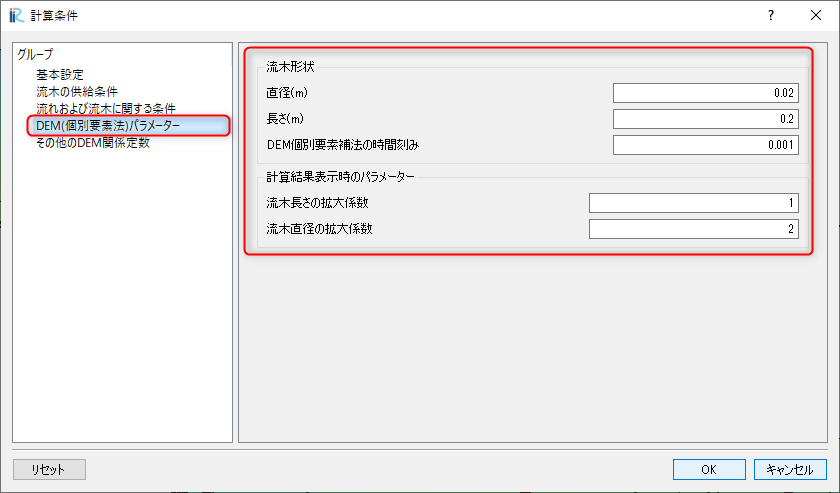 計算条件
?
グループ
基本設定
流木の供給条件
流れおよび流木に関する条件
DEM(個別要素法)パラメーター
その他のDEM関係定数
流木形状
直径(m) 0.02
長さ(m) 0.2
DEM個別要素補法の時間刻み 0.001
計算結果表示時のパラメーター
流木長さの拡大係数 1
流木直径の拡大係数 2
リセット OK キャンセル